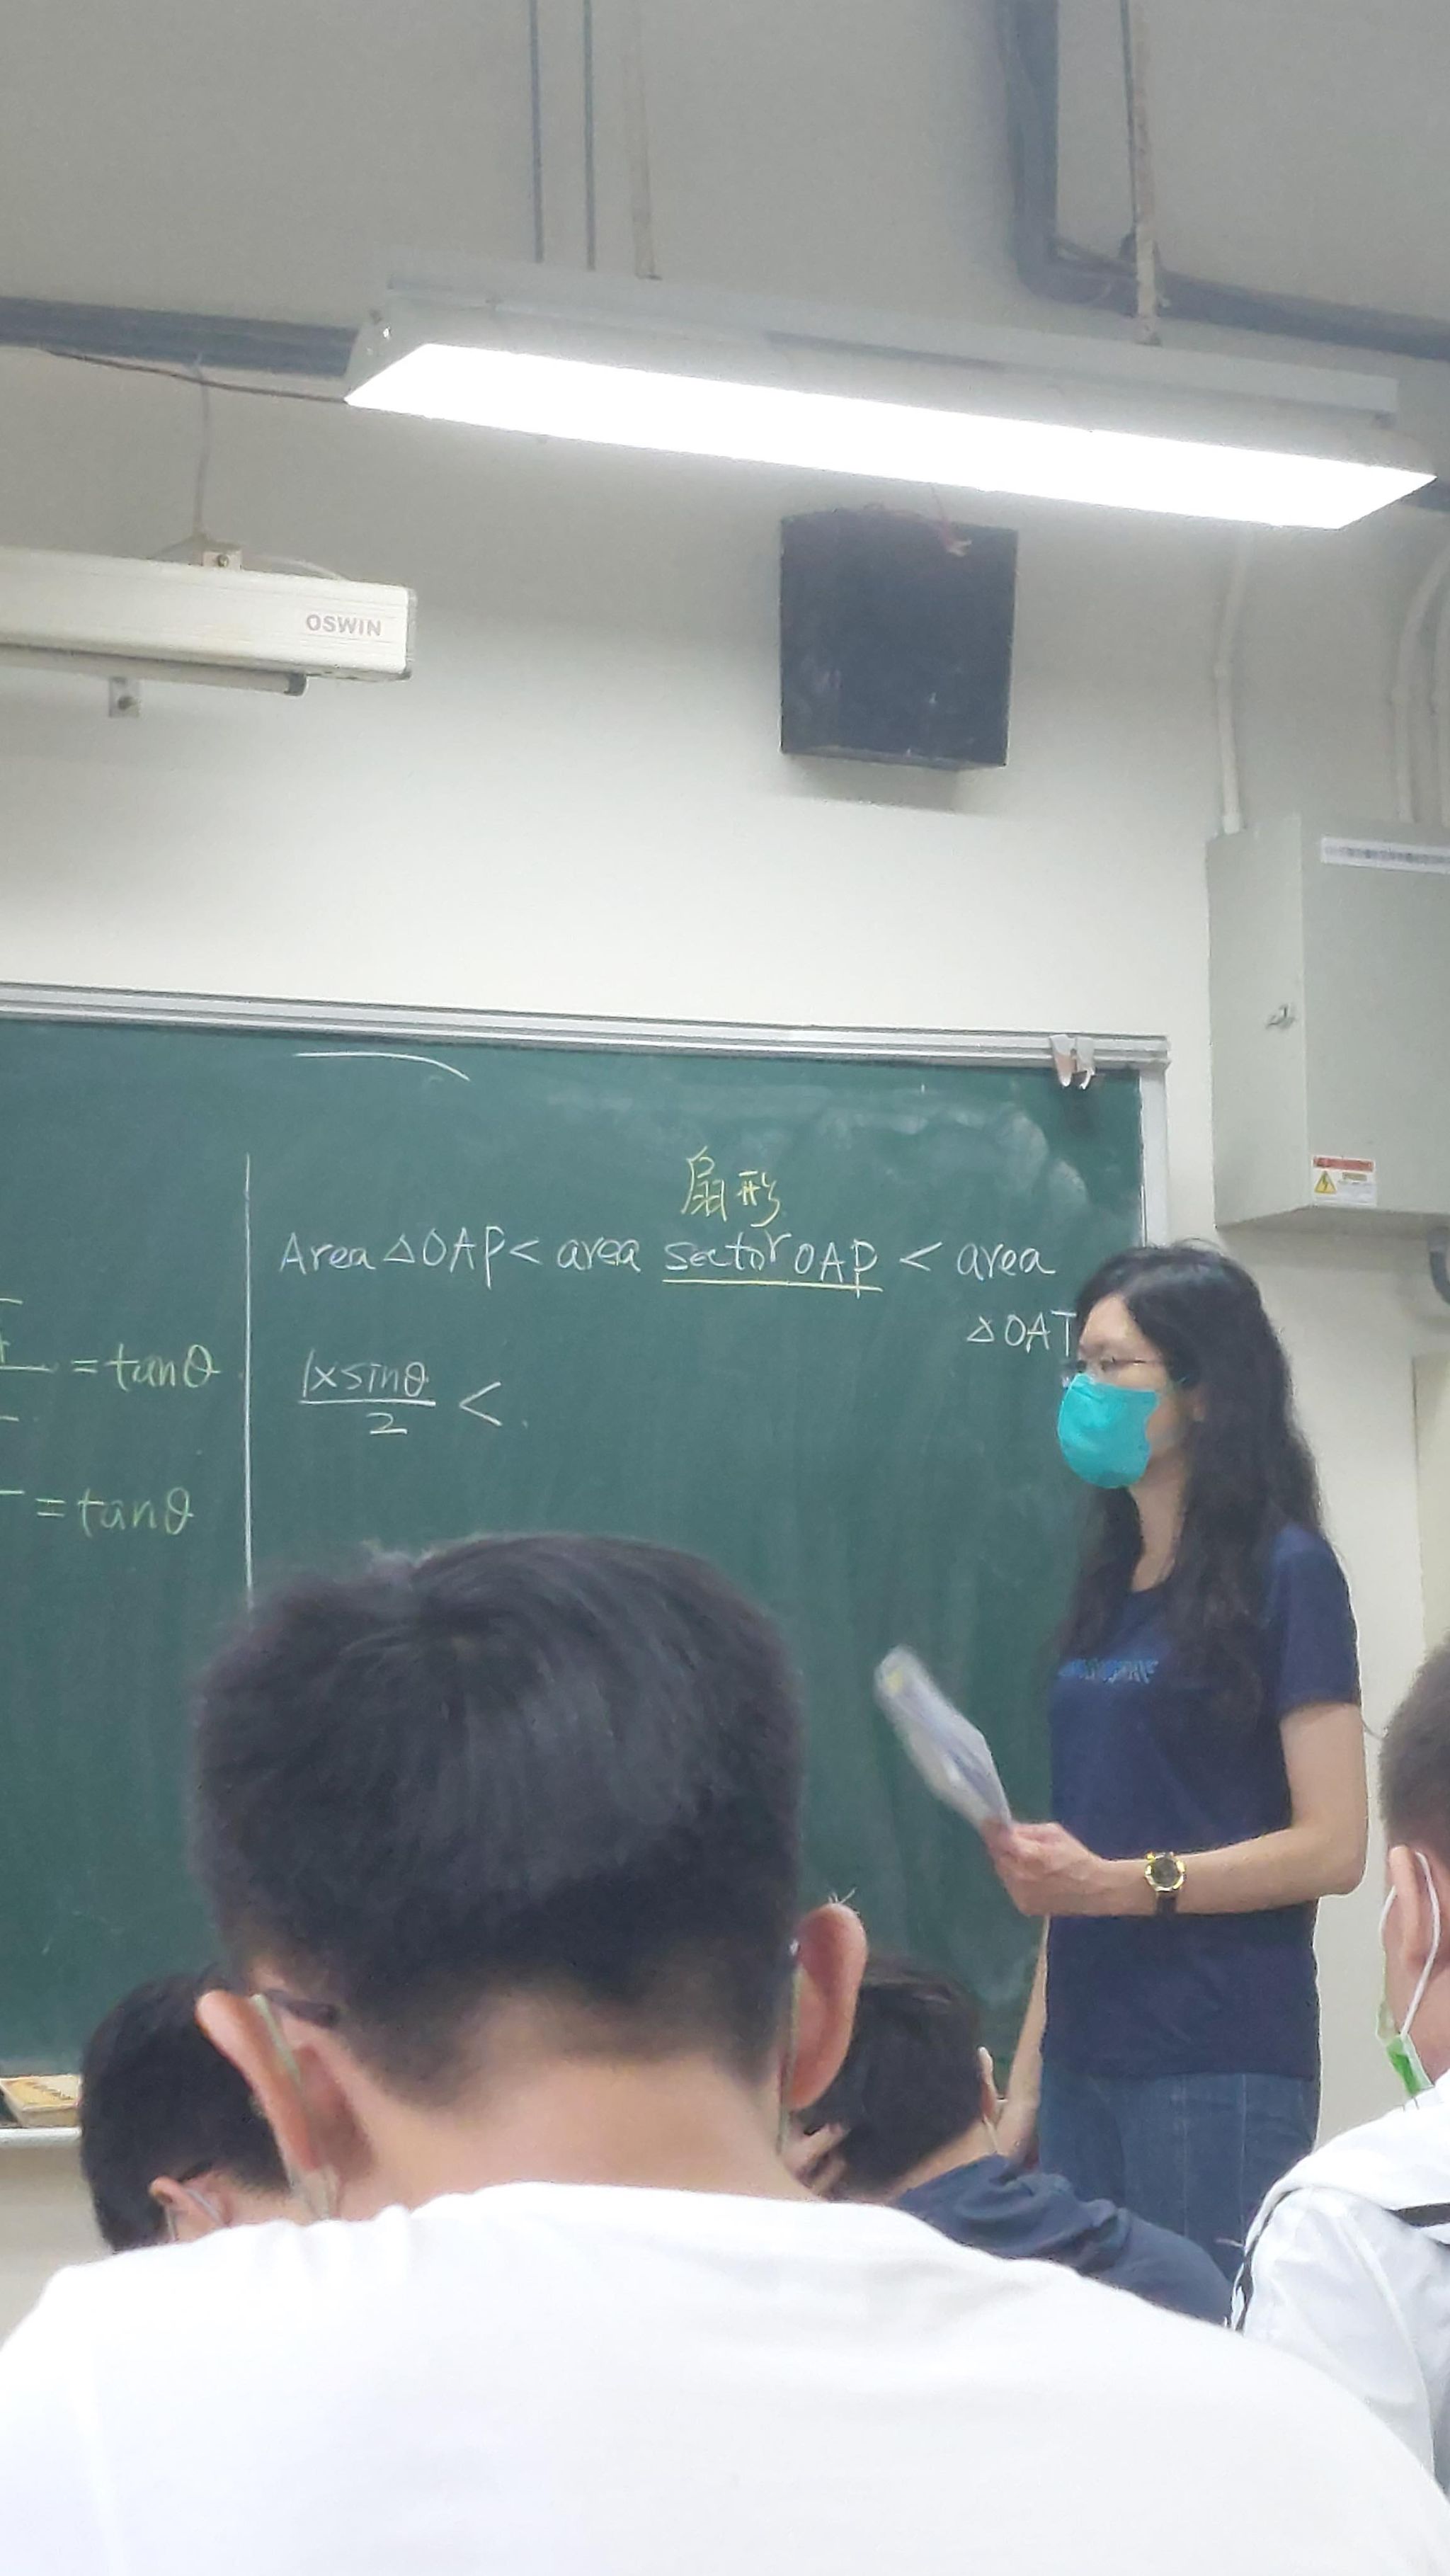 OSWIN
= tanθ
= tanθ
扇形
Area △OAP < area sector OAP < area
△OAT
1×sinθ
2 <